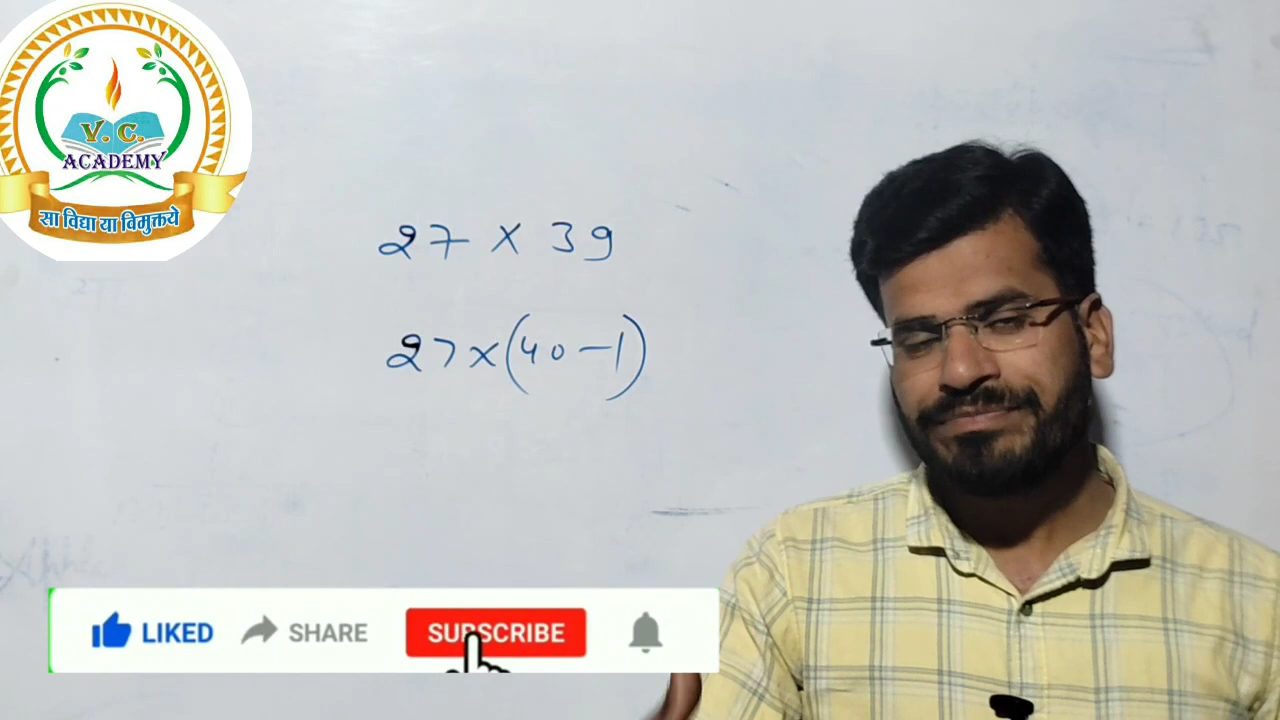 V. C.
ACADEMY
सा विद्या या विमुक्तये
27 × 39
27×(40-1)
LIKED SHARE SUBSCRIBE